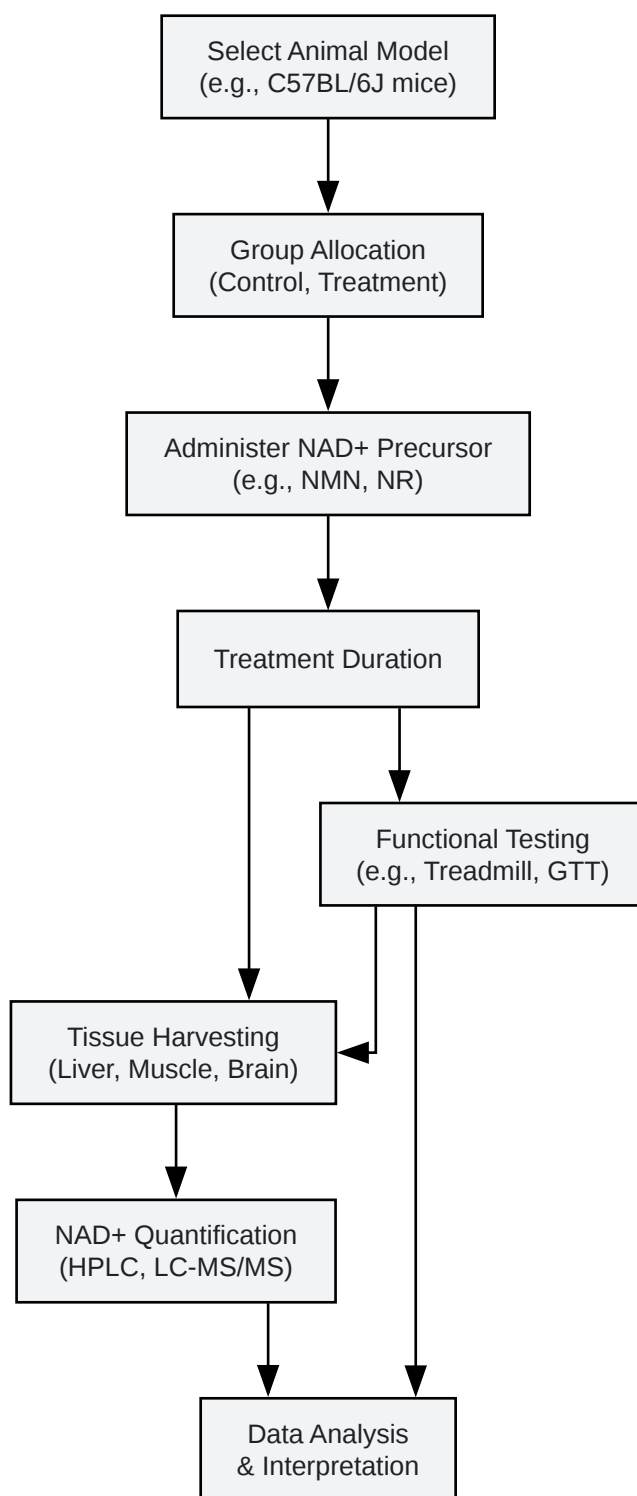 Select Animal Model
(e.g., C57BL/6J mice)
Group Allocation
(Control, Treatment)
Administer NAD+ Precursor
(e.g., NMN, NR)
Treatment Duration
Functional Testing
(e.g., Treadmill, GTT)
Tissue Harvesting
(Liver, Muscle, Brain)
NAD+ Quantification
(HPLC, LC-MS/MS)
Data Analysis
& Interpretation